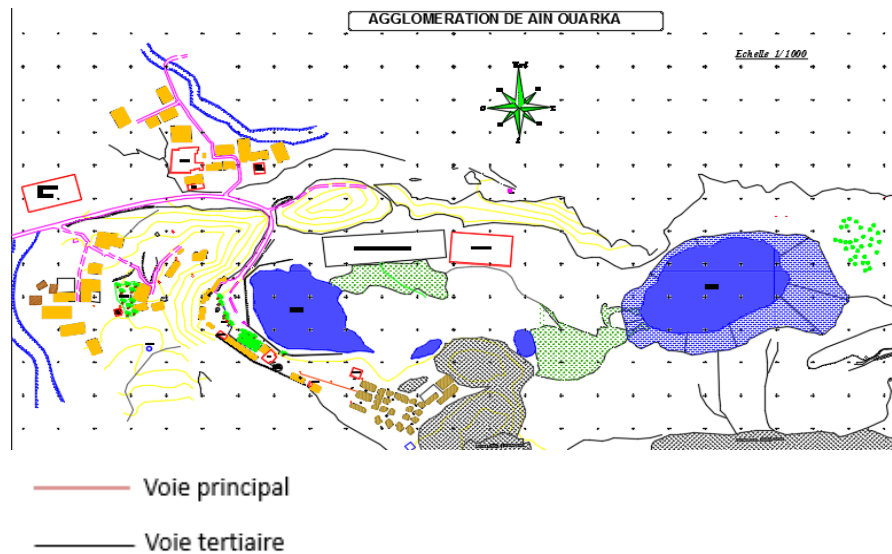 AGGLOMERATION DE AIN OUARKA
Echelle 1/1000
Voie principal
Voie tertiaire